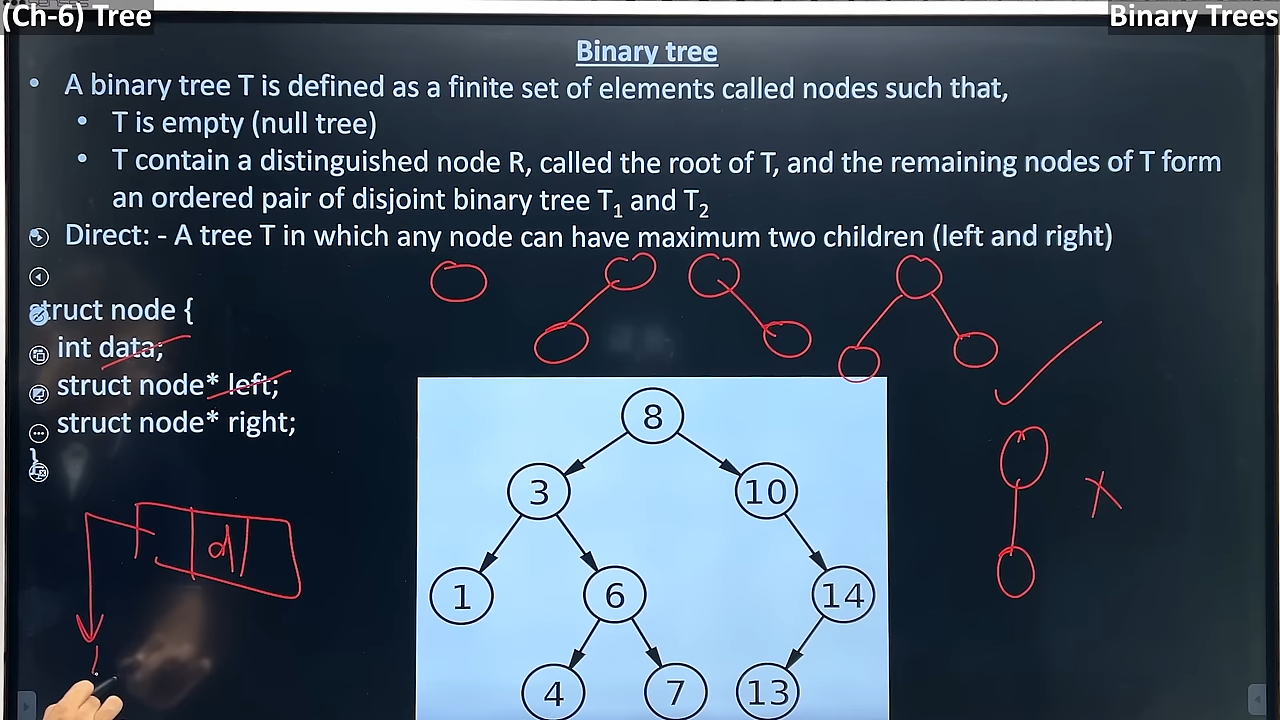 (Ch-6) Tree
Binary Trees
Binary tree
• A binary tree T is defined as a finite set of elements called nodes such that,
• T is empty (null tree)
• T contain a distinguished node R, called the root of T, and the remaining nodes of T form
an ordered pair of disjoint binary tree T₁ and T₂
Direct: - A tree T in which any node can have maximum two children (left and right)
struct node {
int data;
struct node* left;
struct node* right;
}
8
3
10
1
6
14
4
7
13
d